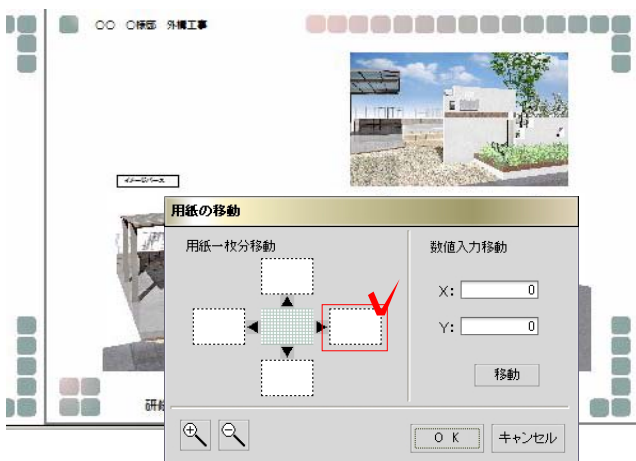 ○○ ○様邸 外構工事
イメージパース
用紙の移動
用紙一枚分移動
数値入力移動
X: 0
Y: 0
移動
研修
O K
キャンセル